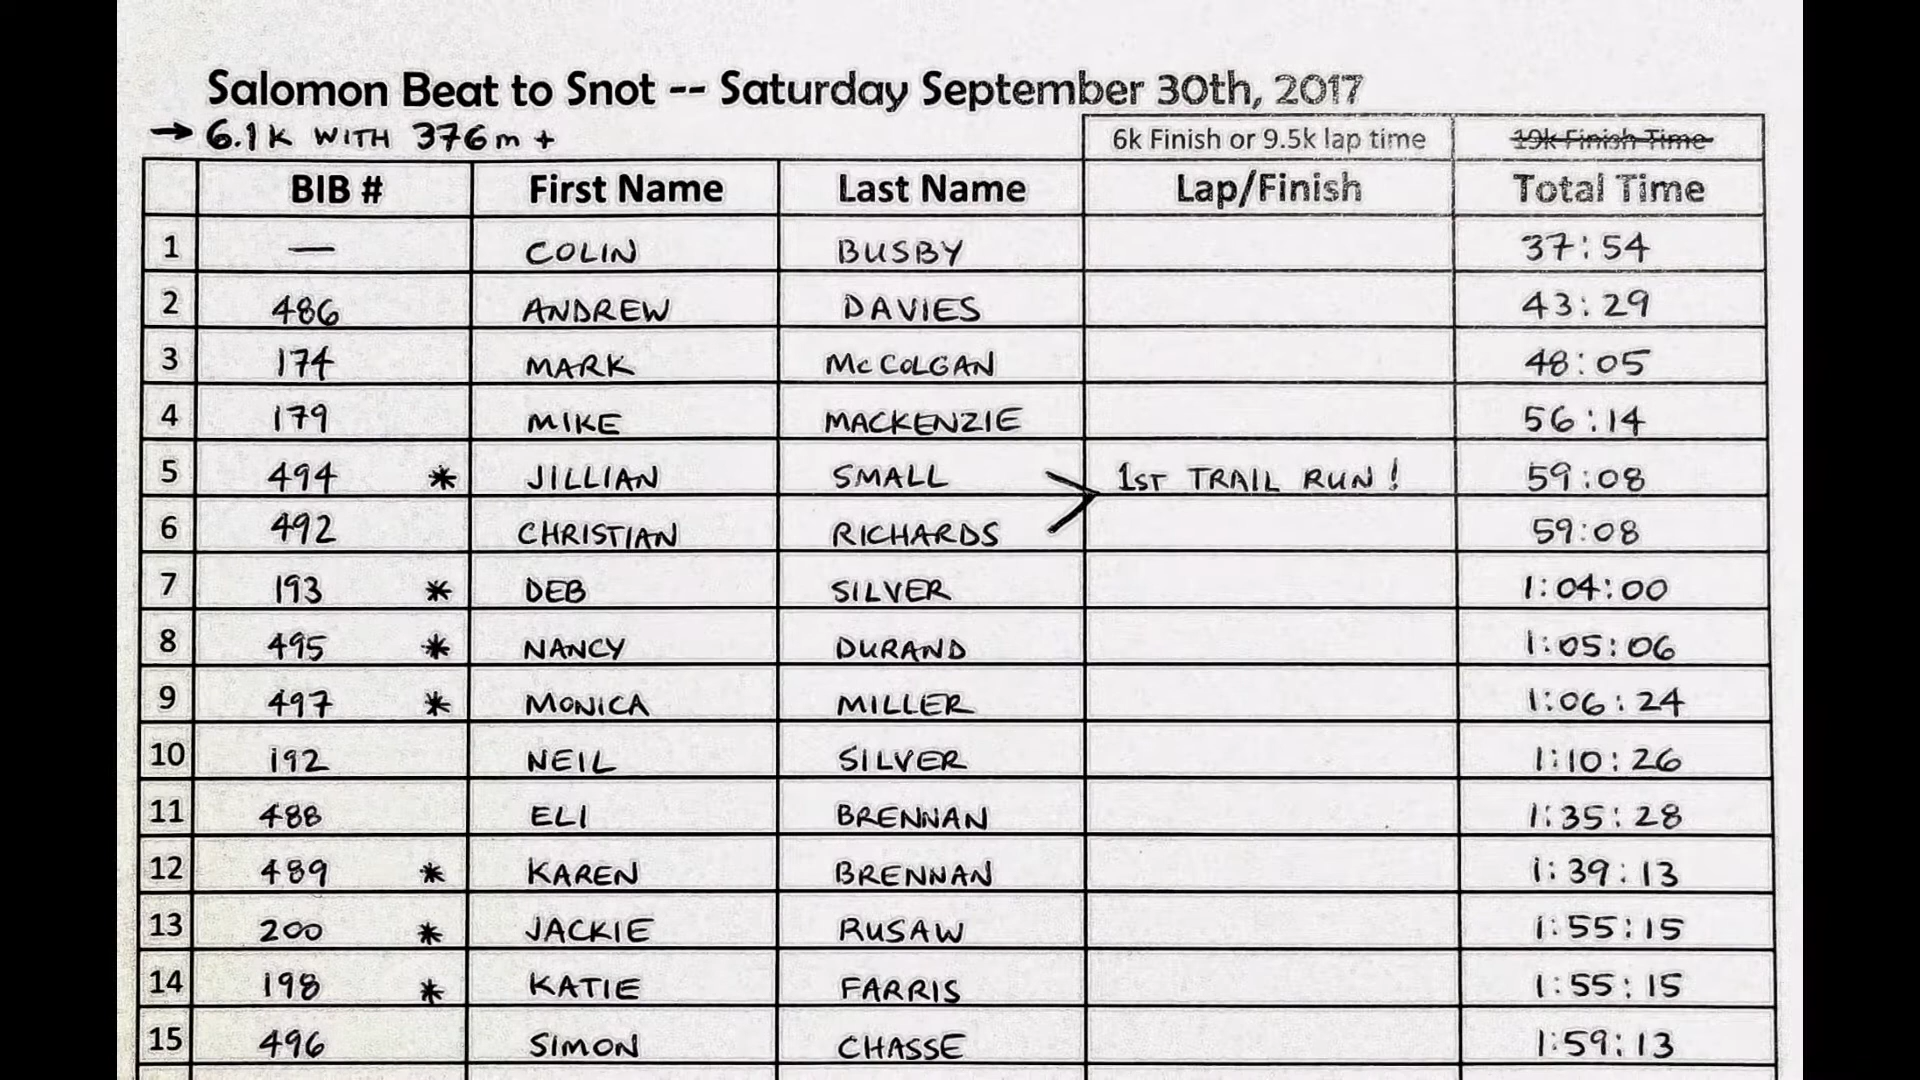 Salomon Beat to Snot -- Saturday September 30th, 2017
→ 6.1K WITH 376m +
6k Finish or 9.5k lap time 19k Finish Time
BIB # First Name Last Name Lap/Finish Total Time
1 — COLIN BUSBY 37:54
2 486 ANDREW DAVIES 43:29
3 174 MARK McCOLGAN 48:05
4 179 MIKE MACKENZIE 56:14
5 494 * JILLIAN SMALL > 1ST TRAIL RUN! 59:08
6 492 CHRISTIAN RICHARDS 59:08
7 193 * DEB SILVER 1:04:00
8 495 * NANCY DURAND 1:05:06
9 497 * MONICA MILLER 1:06:24
10 192 NEIL SILVER 1:10:26
11 488 ELI BRENNAN 1:35:28
12 489 * KAREN BRENNAN 1:39:13
13 200 * JACKIE RUSAW 1:55:15
14 198 * KATIE FARRIS 1:55:15
15 496 SIMON CHASSE 1:59:13